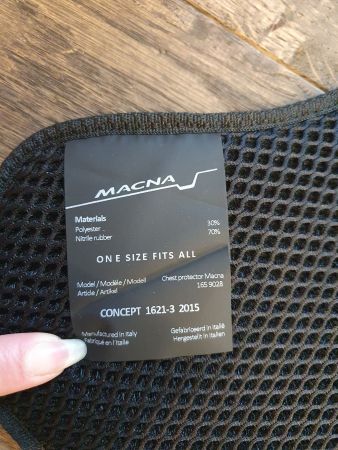 MACNA
Materials
Polyester .. 30%
Nitrile rubber 70%
ONE SIZE FITS ALL
Model / Modèle / Modell Chest protector Macna
Article / Artikel 165 9028
CONCEPT 1621-3 2015
Manufactured in Italy Gefabriceerd in Italië
Fabriqué en l'Italie Hergestellt in Italien